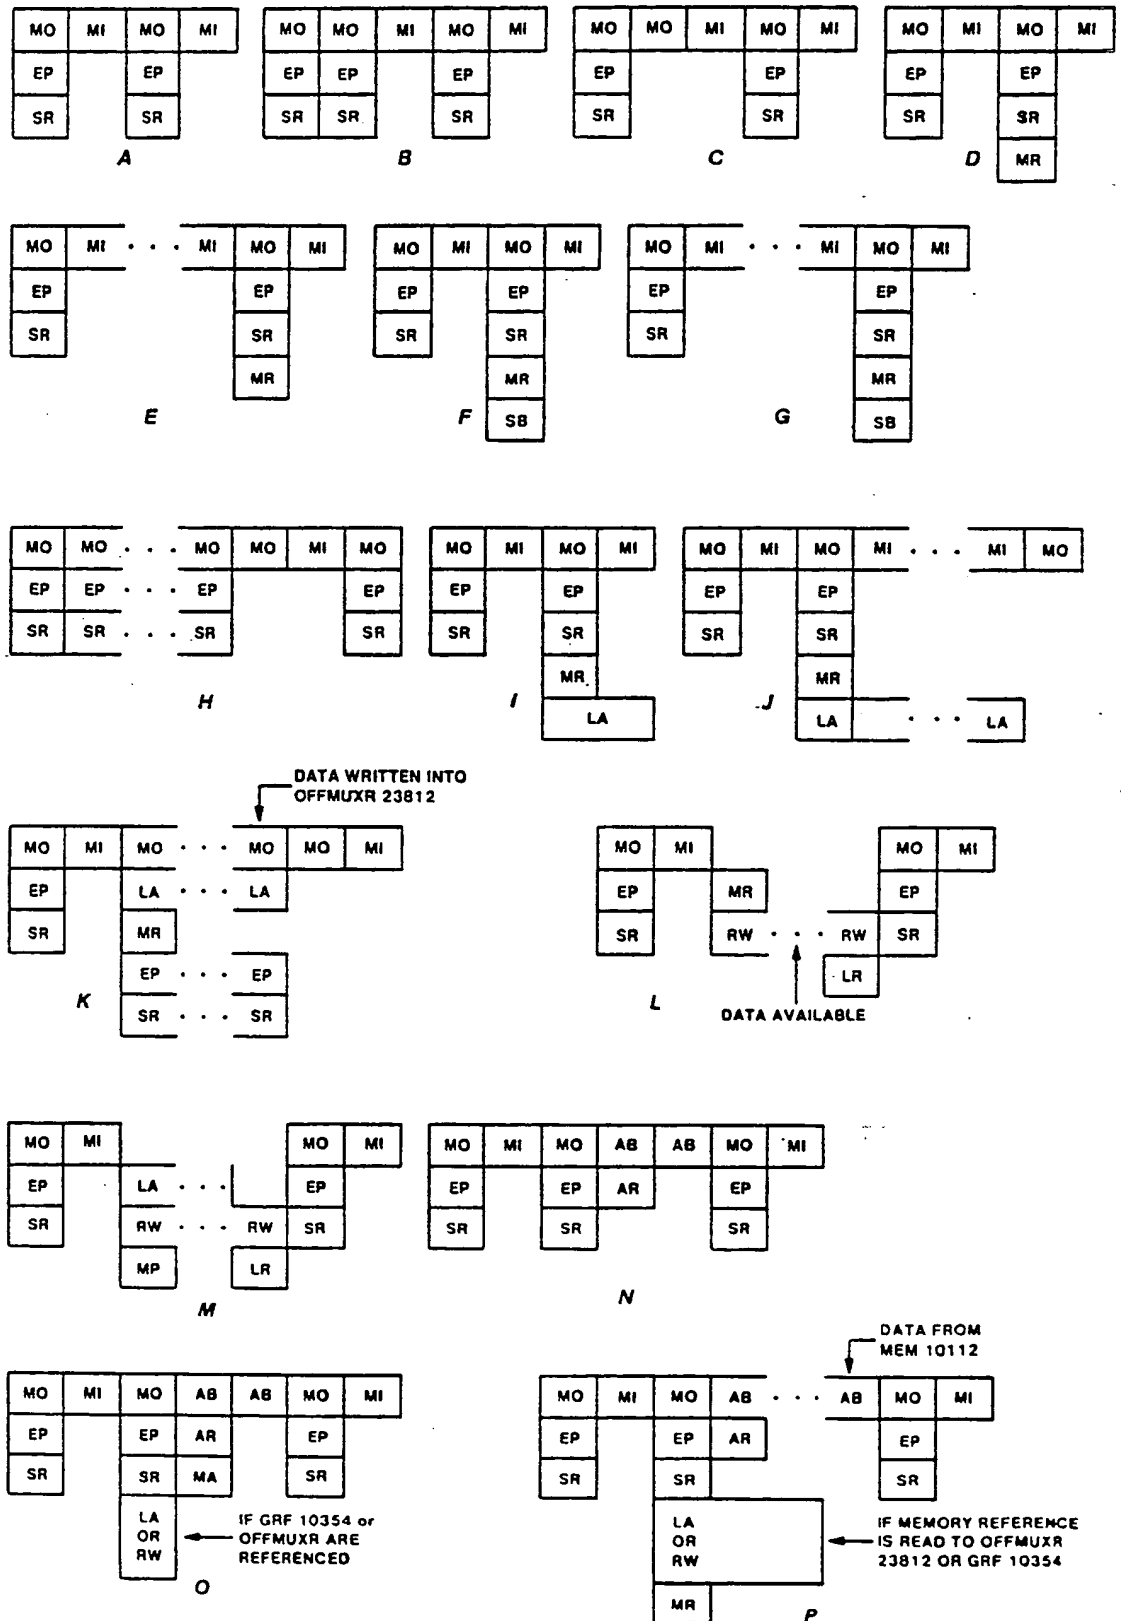 MO MI MO MI MO MO MI MO MI MO MO MI MO MI MO MI MO MI
EP EP EP EP EP EP EP EP EP
SR SR SR SR SR SR SR SR SR
A B C D MR
MO MI . . . MI MO MI MO MI MO MI MO MI . . . MI MO MI
EP EP EP EP EP EP
SR SR SR SR SR SR
MR MR MR
E F SB G SB
MO MO . . . MO MO MI MO MO MI MO MI MO MI MO MI . . . MI MO
EP EP . . . EP EP EP EP EP EP
SR SR . . . SR SR SR SR SR SR
MR MR
H I LA J LA . . . LA
DATA WRITTEN INTO
OFFMUXR 23812
MO MI MO . . . MO MO MI MO MI MO MI
EP LA . . . LA EP MR EP
SR MR SR RW . . . RW SR
K EP . . . EP L LR
SR . . . SR DATA AVAILABLE
MO MI MO MI MO MI MO AB AB MO MI
EP LA . . . EP EP EP AR EP
SR RW . . . RW SR SR SR SR
MP LR
M N
DATA FROM
MEM 10112
MO MI MO AB AB MO MI MO MI MO AB . . . AB MO MI
EP EP AR EP EP EP AR EP
SR SR MA SR SR SR SR
LA IF GRF 10354 or LA IF MEMORY REFERENCE
OR OFFMUXR ARE OR IS READ TO OFFMUXR
RW REFERENCED RW 23812 OR GRF 10354
O MR P